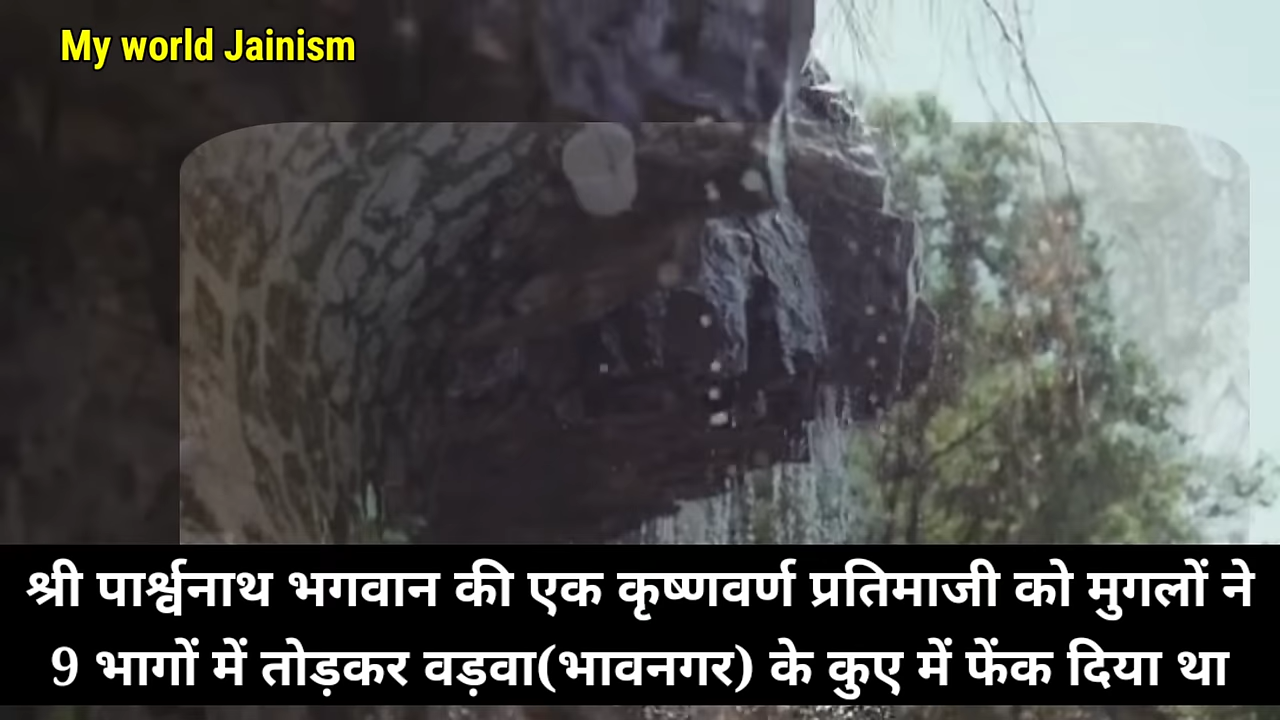 My world Jainism
श्री पार्श्वनाथ भगवान की एक कृष्णवर्ण प्रतिमाजी को मुगलों ने
9 भागों में तोड़कर वड़वा(भावनगर) के कुए में फेंक दिया था